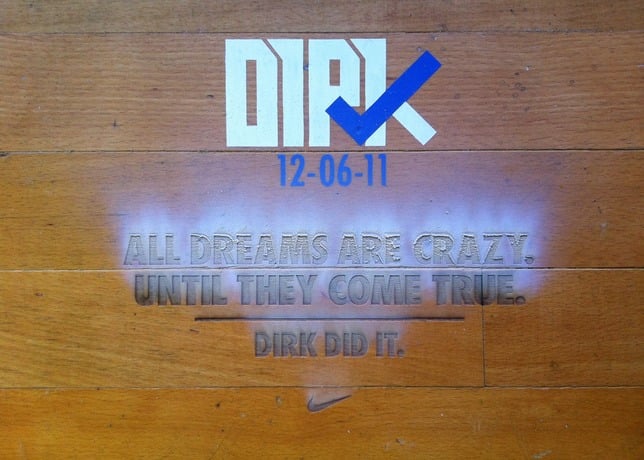 DIRK
12-06-11
ALL DREAMS ARE CRAZY.
UNTIL THEY COME TRUE.
DIRK DID IT.